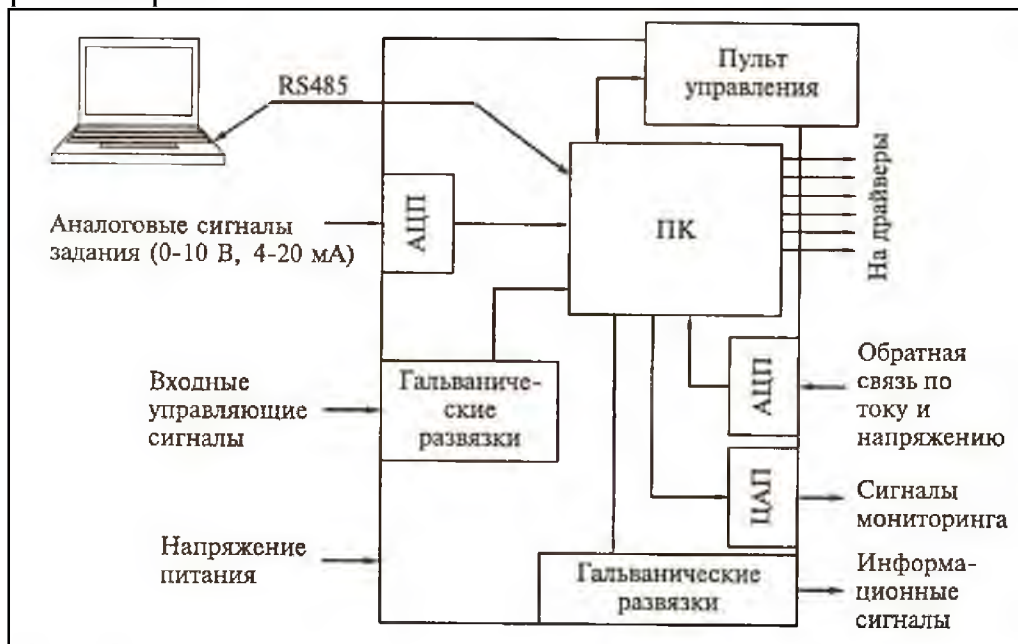 Пульт
управления
RS485
На драйверы
АЦП
ПК
Аналоговые сигналы
задания (0-10 В, 4-20 мА)
Входные
управляющие
сигналы
Гальваниче-
ские
развязки
АЦП
Обратная
связь по
току и
напряжению
ЦАП
Сигналы
мониторинга
Напряжение
питания
Гальванические
развязки
Информа-
ционные
сигналы